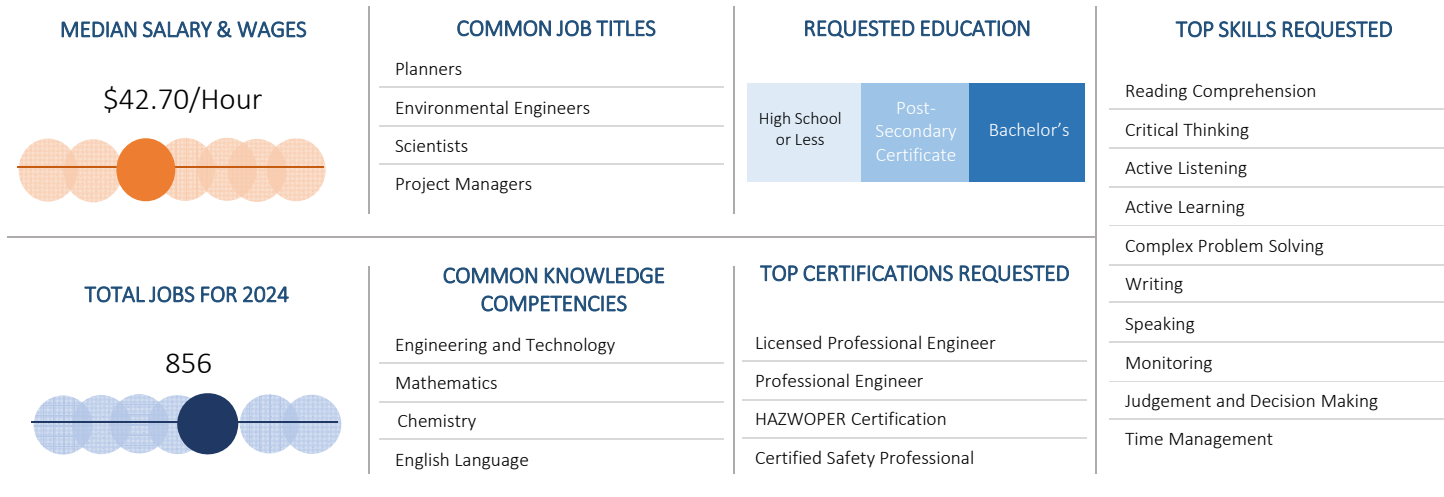 MEDIAN SALARY & WAGES
$42.70/Hour
COMMON JOB TITLES
Planners
Environmental Engineers
Scientists
Project Managers
REQUESTED EDUCATION
High School
or Less
Post-
Secondary
Certificate
Bachelor’s
TOP SKILLS REQUESTED
Reading Comprehension
Critical Thinking
Active Listening
Active Learning
Complex Problem Solving
Writing
Speaking
Monitoring
Judgement and Decision Making
Time Management
TOTAL JOBS FOR 2024
856
COMMON KNOWLEDGE
COMPETENCIES
Engineering and Technology
Mathematics
Chemistry
English Language
TOP CERTIFICATIONS REQUESTED
Licensed Professional Engineer
Professional Engineer
HAZWOPER Certification
Certified Safety Professional